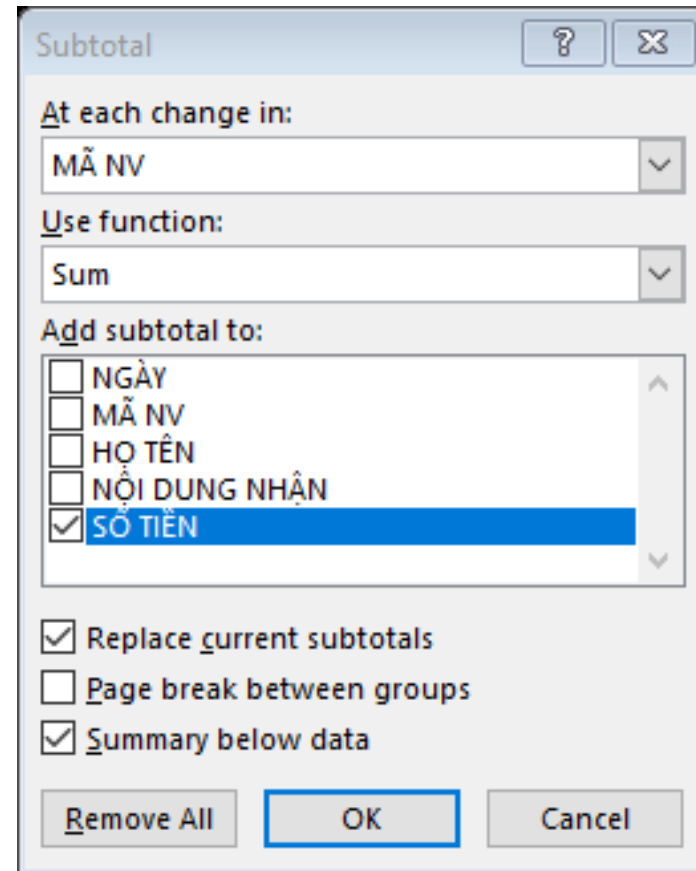 Subtotal
At each change in:
MÃ NV
Use function:
Sum
Add subtotal to:
NGÀY
MÃ NV
HỌ TÊN
NỘI DUNG NHẬN
SỐ TIỀN
Replace current subtotals
Page break between groups
Summary below data
Remove All OK Cancel